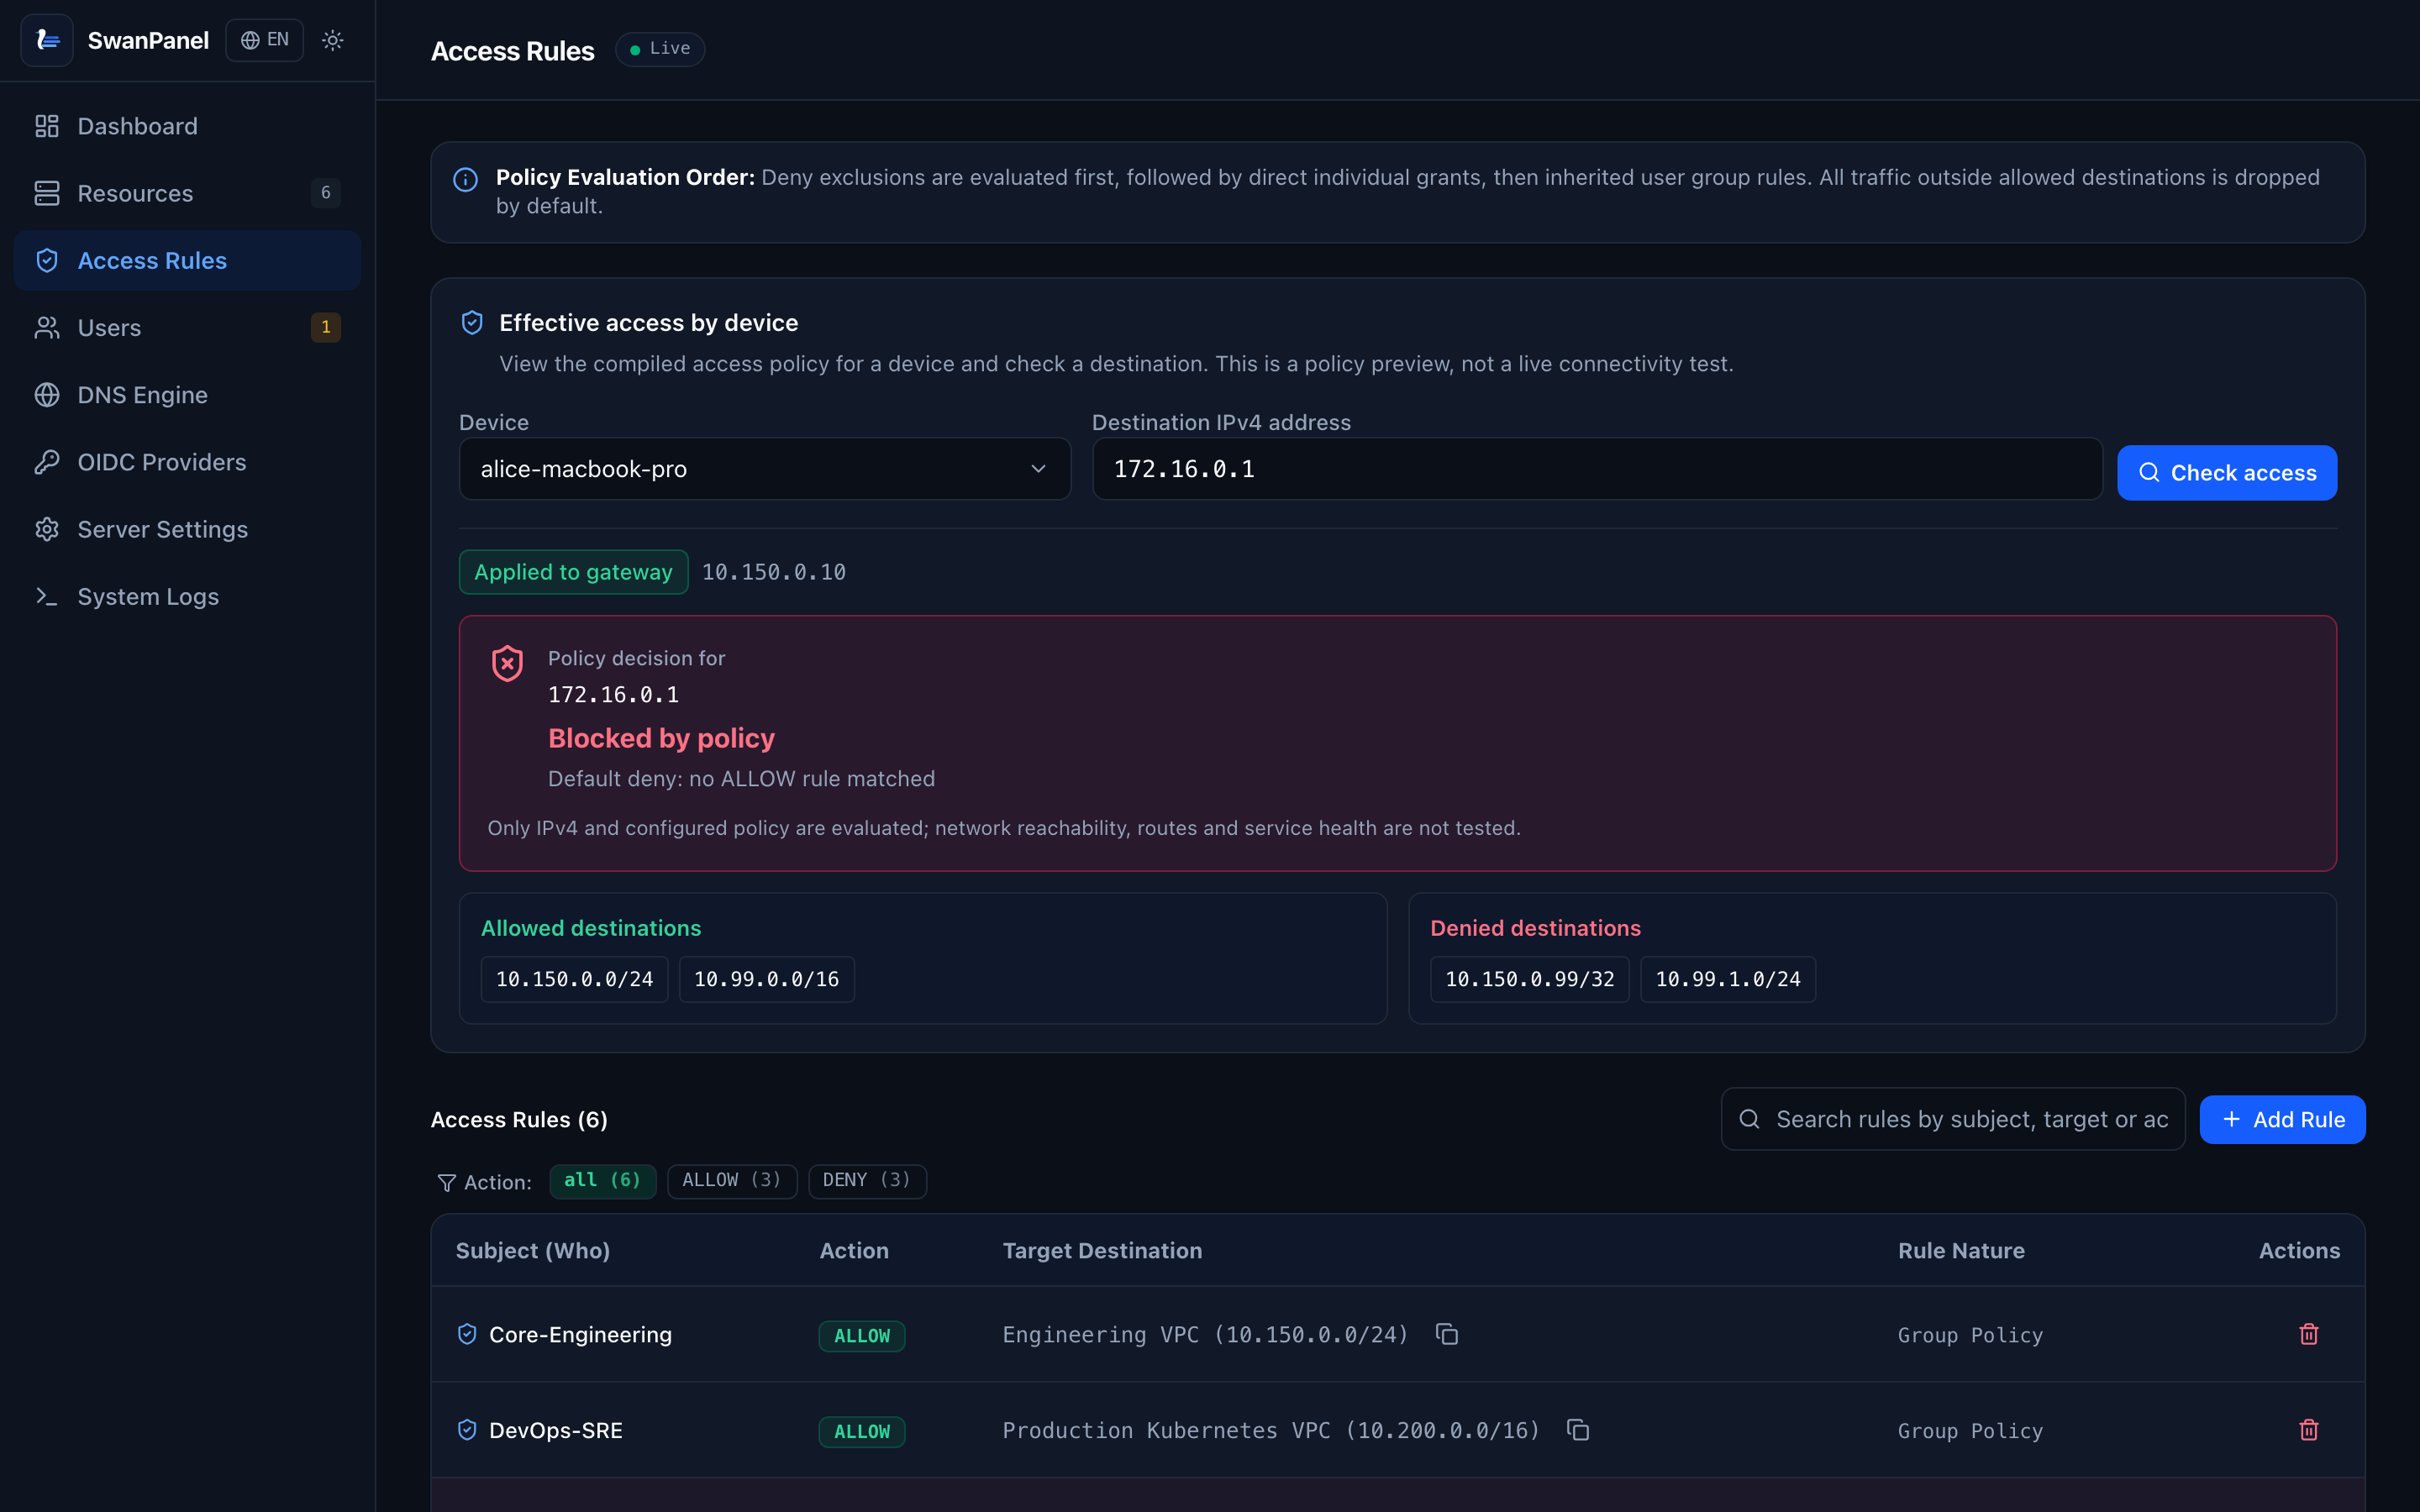 SwanPanel
EN
Dashboard
Resources 6
Access Rules
Users 1
DNS Engine
OIDC Providers
Server Settings
System Logs
Access Rules
Live
Policy Evaluation Order: Deny exclusions are evaluated first, followed by direct individual grants, then inherited user group rules. All traffic outside allowed destinations is dropped
by default.
Effective access by device
View the compiled access policy for a device and check a destination. This is a policy preview, not a live connectivity test.
Device
Destination IPv4 address
alice-macbook-pro
172.16.0.1
Check access
Applied to gateway 10.150.0.10
Policy decision for
172.16.0.1
Blocked by policy
Default deny: no ALLOW rule matched
Only IPv4 and configured policy are evaluated; network reachability, routes and service health are not tested.
Allowed destinations
10.150.0.0/24 10.99.0.0/16
Denied destinations
10.150.0.99/32 10.99.1.0/24
Access Rules (6)
Search rules by subject, target or ac
Add Rule
Action: all (6) ALLOW (3) DENY (3)
Subject (Who) Action Target Destination Rule Nature Actions
Core-Engineering ALLOW Engineering VPC (10.150.0.0/24) Group Policy
DevOps-SRE ALLOW Production Kubernetes VPC (10.200.0.0/16) Group Policy